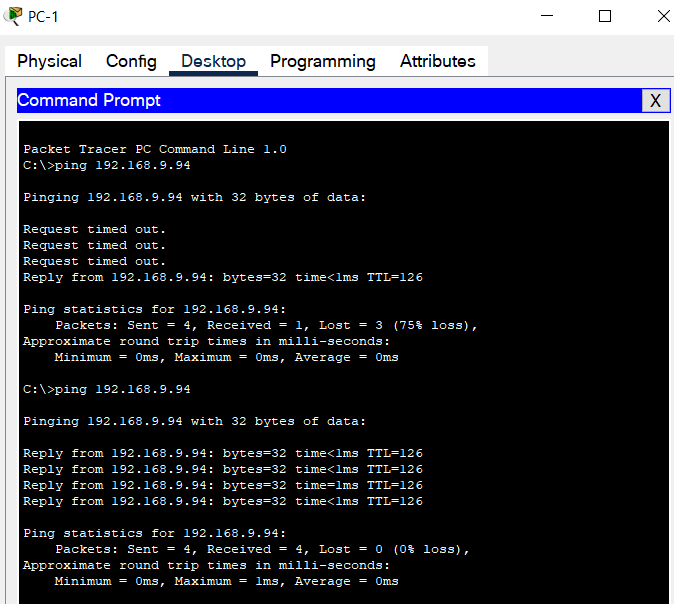 PC-1
Physical Config Desktop Programming Attributes
Command Prompt X
Packet Tracer PC Command Line 1.0
C:\>ping 192.168.9.94
Pinging 192.168.9.94 with 32 bytes of data:
Request timed out.
Request timed out.
Request timed out.
Reply from 192.168.9.94: bytes=32 time<1ms TTL=126
Ping statistics for 192.168.9.94:
Packets: Sent = 4, Received = 1, Lost = 3 (75% loss),
Approximate round trip times in milli-seconds:
Minimum = 0ms, Maximum = 0ms, Average = 0ms
C:\>ping 192.168.9.94
Pinging 192.168.9.94 with 32 bytes of data:
Reply from 192.168.9.94: bytes=32 time<1ms TTL=126
Reply from 192.168.9.94: bytes=32 time<1ms TTL=126
Reply from 192.168.9.94: bytes=32 time=1ms TTL=126
Reply from 192.168.9.94: bytes=32 time<1ms TTL=126
Ping statistics for 192.168.9.94:
Packets: Sent = 4, Received = 4, Lost = 0 (0% loss),
Approximate round trip times in milli-seconds:
Minimum = 0ms, Maximum = 1ms, Average = 0ms